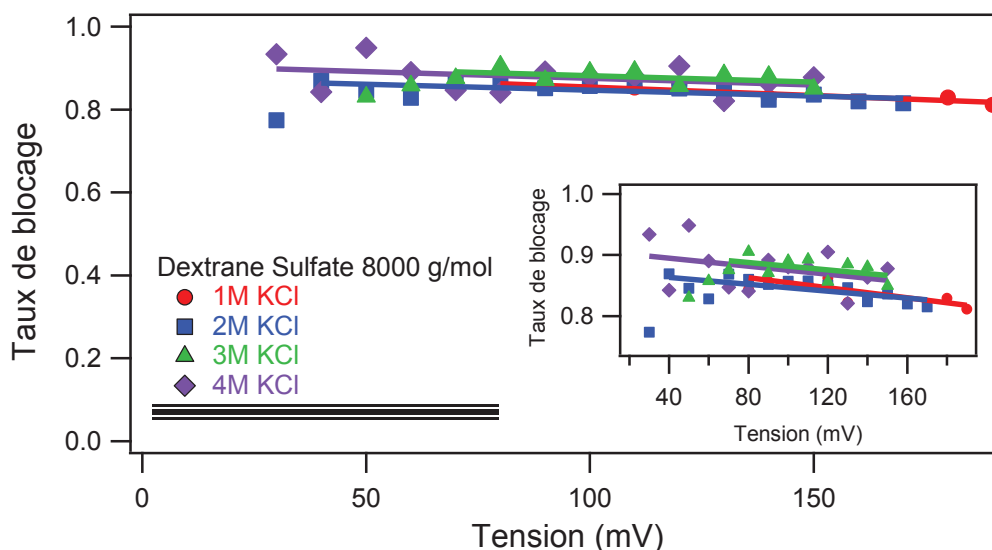 1.0
0.8
0.6
0.4
0.2
0.0
Taux de blocage
0
50
100
150
Tension (mV)
Dextrane Sulfate 8000 g/mol
1M KCl
2M KCl
3M KCl
4M KCl
1.0
0.9
0.8
Taux de blocage
40
80
120
160
Tension (mV)